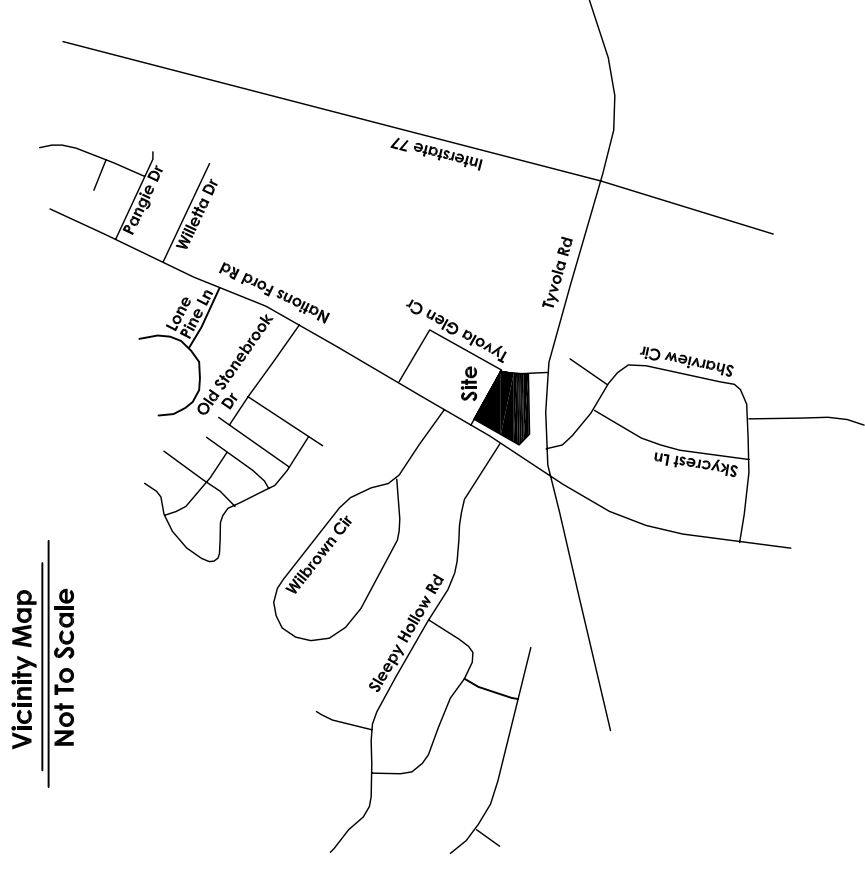 Interstate 77
Pangie Dr
Willetta Dr
Nations Ford Rd
Tyvola Rd
Lone
Pine Ln
Tyvola Glen Cr
Old Stonebrook
Dr
Site
Sharview Cir
Skycrest Ln
Wilbrown Cir
Sleepy Hollow Rd
Vicinity Map
Not To Scale